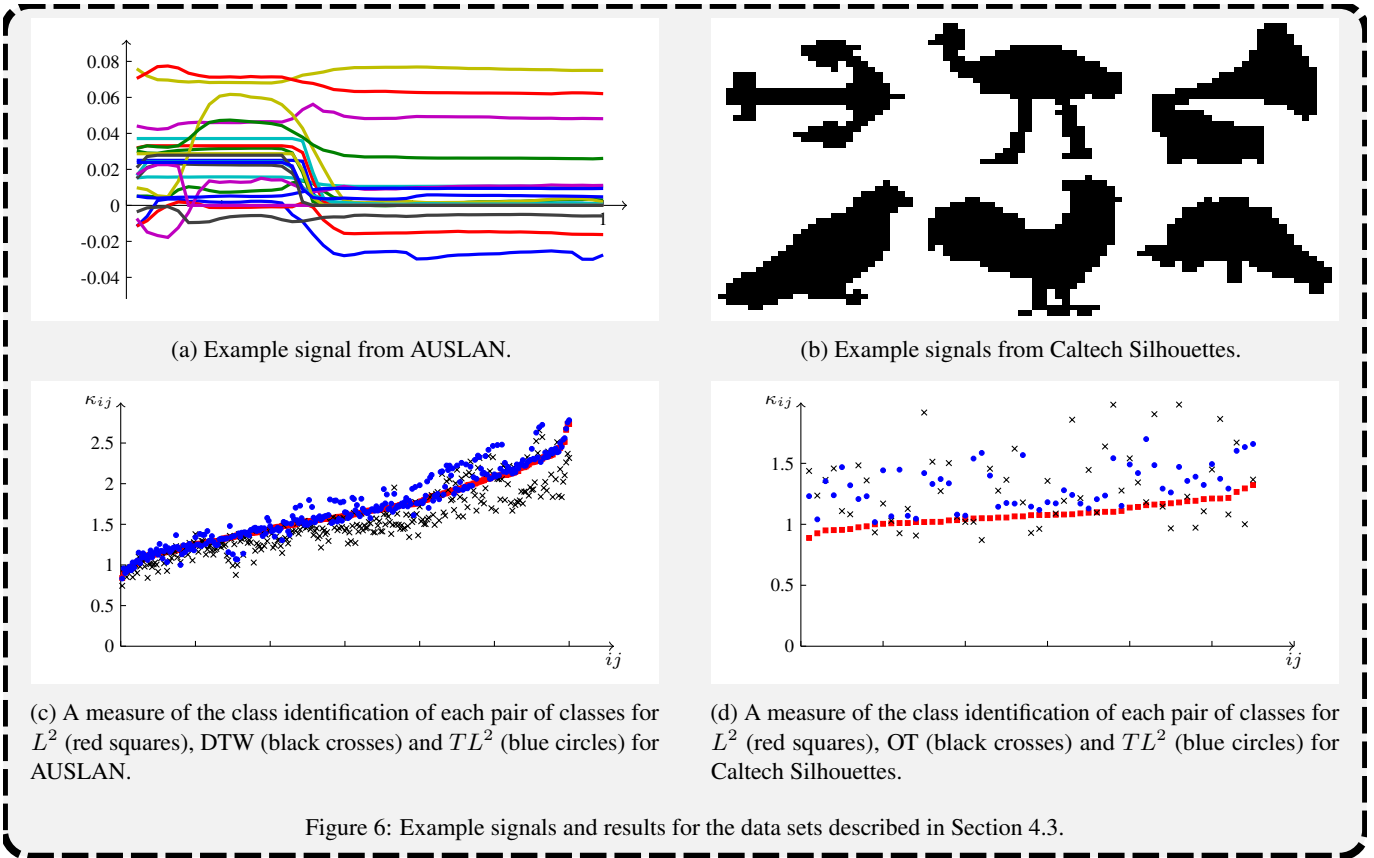 0.08
0.06
0.04
0.02
0
-0.02
-0.04
1
(a) Example signal from AUSLAN.
(b) Example signals from Caltech Silhouettes.
κij
2.5
2
1.5
1
0.5
0
ij
κij
1.5
1
0.5
0
ij
(c) A measure of the class identification of each pair of classes for
L² (red squares), DTW (black crosses) and TL² (blue circles) for
AUSLAN.
(d) A measure of the class identification of each pair of classes for
L² (red squares), OT (black crosses) and TL² (blue circles) for
Caltech Silhouettes.
Figure 6: Example signals and results for the data sets described in Section 4.3.